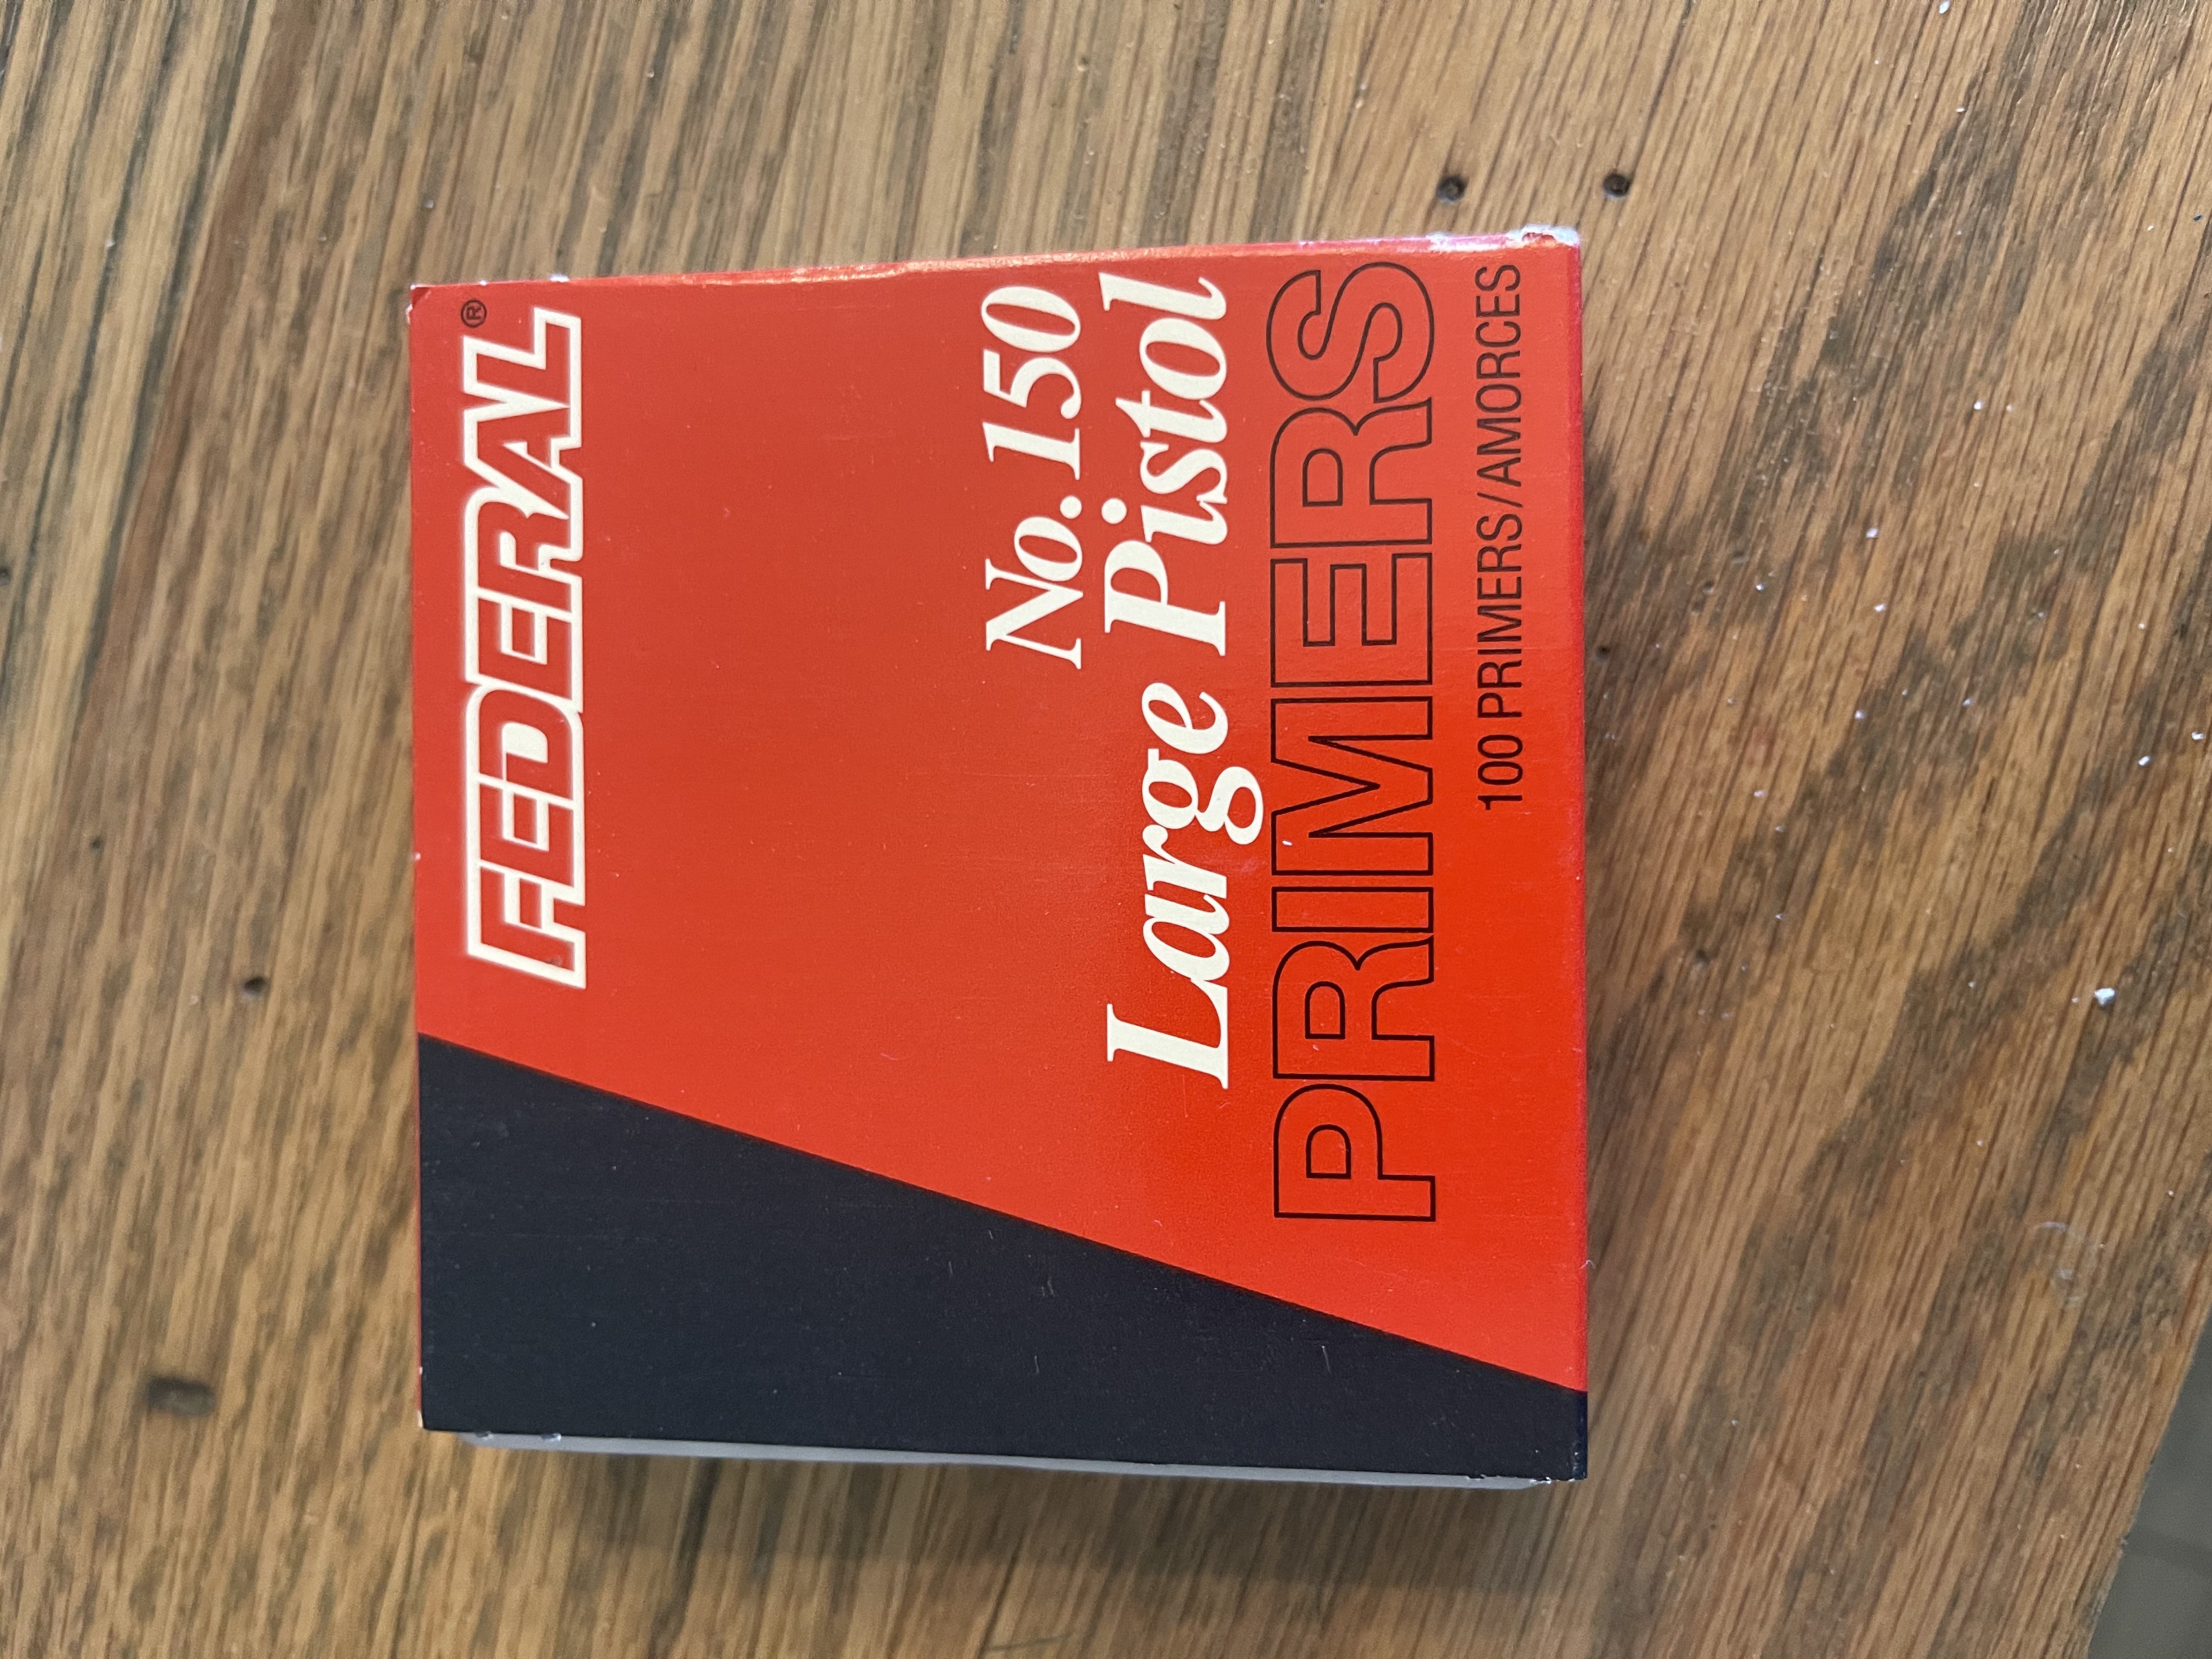 FEDERAL®
No. 150
Large Pistol
PRIMERS
100 PRIMERS/AMORCES